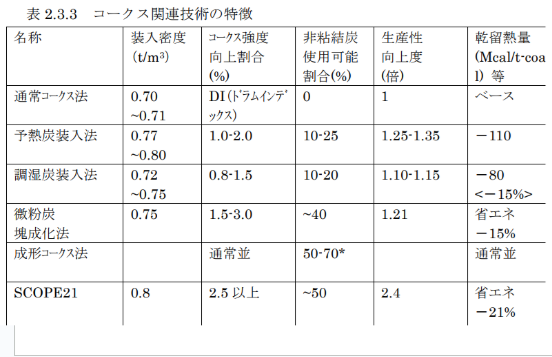 表 2.3.3 コークス関連技術の特徴
名称 装入密度 ｺｰｸｽ強度 非粘結炭 生産性 乾留熱量
(t/m³) 向上割合 使用可能 向上度 (Mcal/t-coa
(%) 割合(%) (倍) l) 等
通常コークス法 0.70 DI(ﾄﾞﾗﾑｲﾝﾃﾞ 0 1 ベース
~0.71 ｯｸｽ)
予熱炭装入法 0.77 1.0-2.0 10-25 1.25-1.35 －110
~0.80
調湿炭装入法 0.72 0.8-1.5 10-20 1.10-1.15 －80
~0.75 <－15%>
微粉炭 0.75 1.5-3.0 ~40 1.21 省エネ
塊成化法 －15%
成形ｺｰｸｽ法 通常並 50-70* 通常並
SCOPE21 0.8 2.5 以上 ~50 2.4 省エネ
－21%